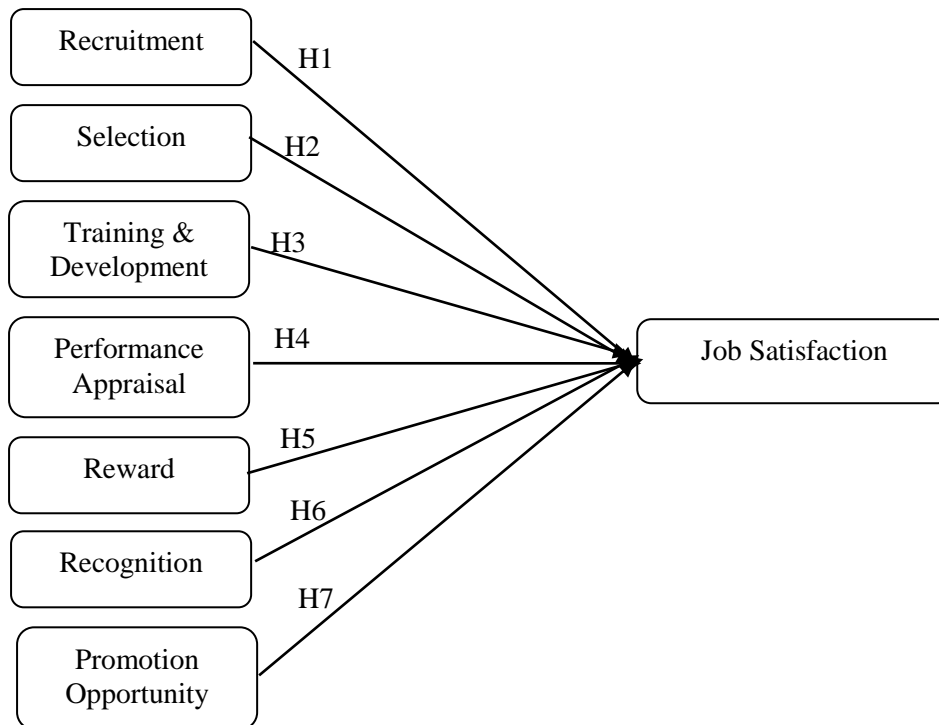 Recruitment
H1
Selection
H2
Training &
Development
H3
Performance
Appraisal
H4
Job Satisfaction
Reward
H5
Recognition
H6
Promotion
Opportunity
H7